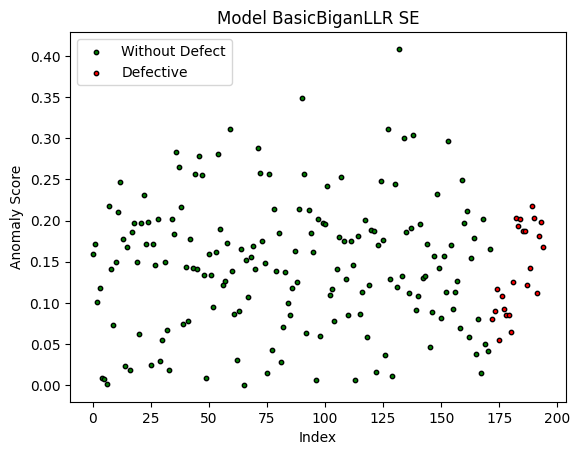 Model BasicBiganLLR SE
Without Defect
Defective
Anomaly Score
0.40
0.35
0.30
0.25
0.20
0.15
0.10
0.05
0.00
0 25 50 75 100 125 150 175 200
Index